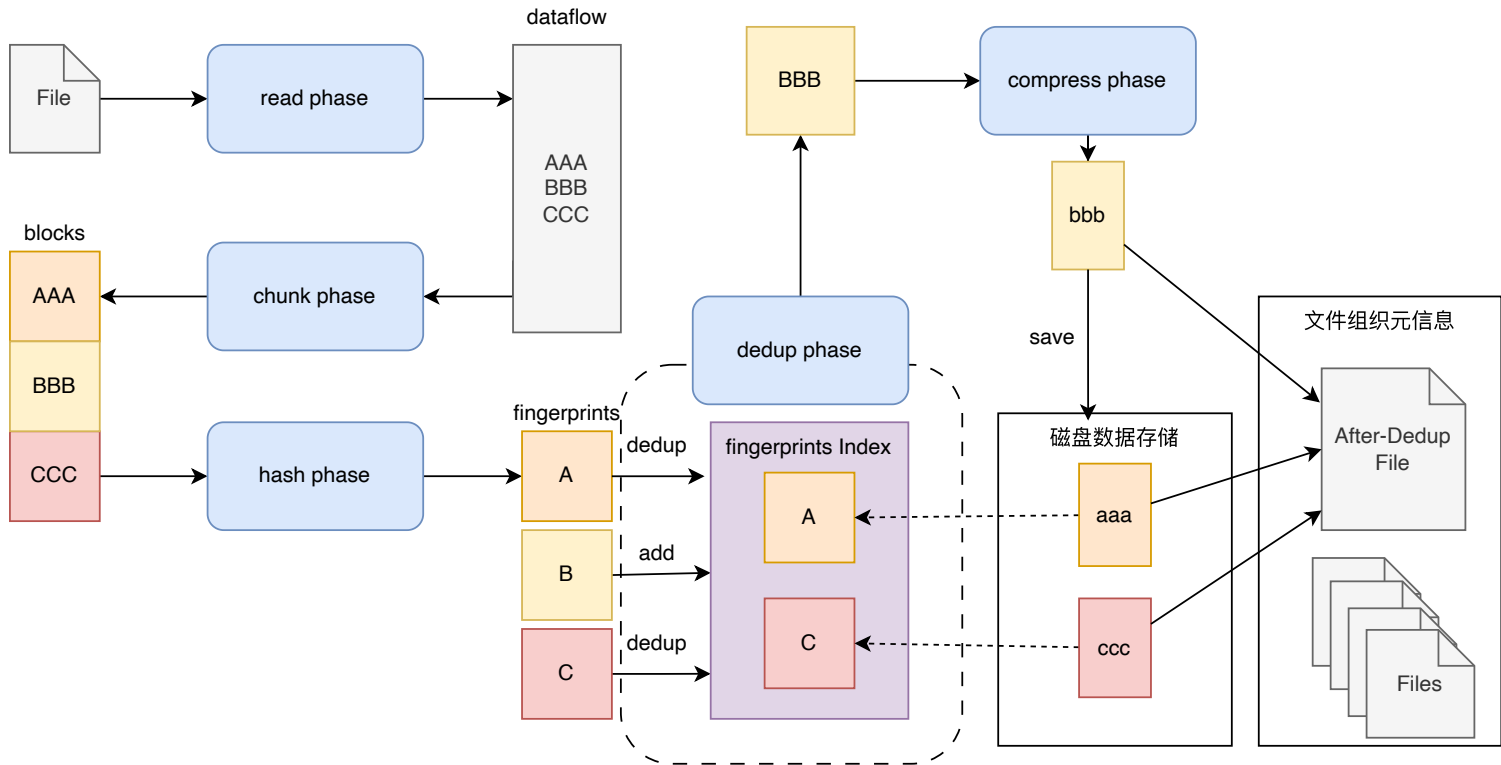 dataflow
File
read phase
AAA
BBB
CCC
blocks
AAA
BBB
CCC
chunk phase
hash phase
fingerprints
A
B
C
dedup
add
dedup
dedup phase
fingerprints Index
A
C
BBB
compress phase
bbb
save
磁盘数据存储
aaa
ccc
文件组织元信息
After-Dedup
File
Files